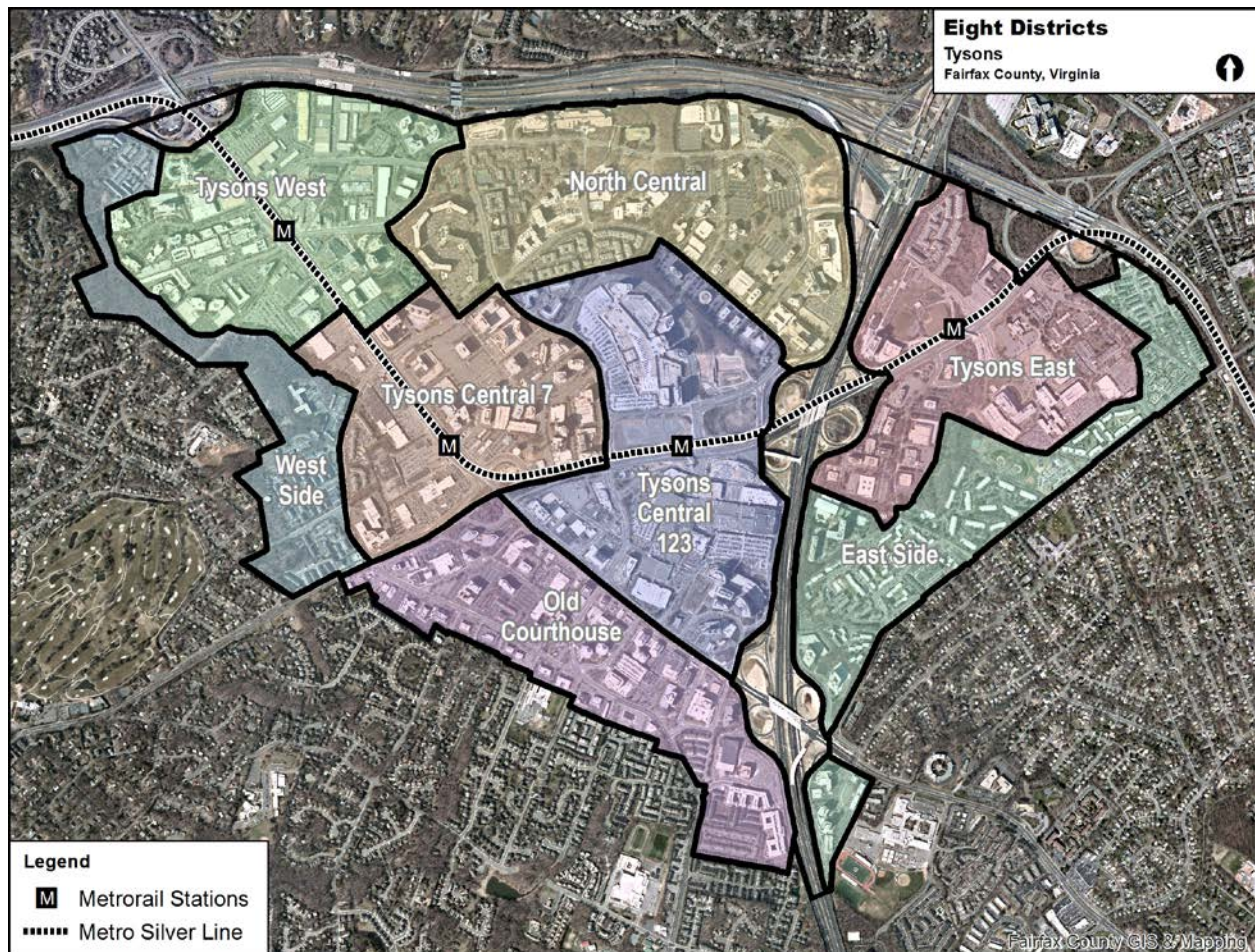 Eight Districts
Tysons
Fairfax County, Virginia
Tysons West
North Central
Tysons East
Tysons Central 7
West
Side
Tysons
Central
123
East Side
Old
Courthouse
Legend
M Metrorail Stations
Metro Silver Line
M
M
M
M
Fairfax County GIS & Mapping